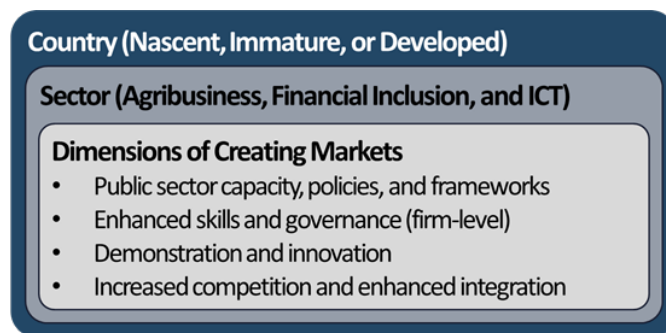 Country (Nascent, Immature, or Developed)
Sector (Agribusiness, Financial Inclusion, and ICT)
Dimensions of Creating Markets
• Public sector capacity, policies, and frameworks
• Enhanced skills and governance (firm-level)
• Demonstration and innovation
• Increased competition and enhanced integration